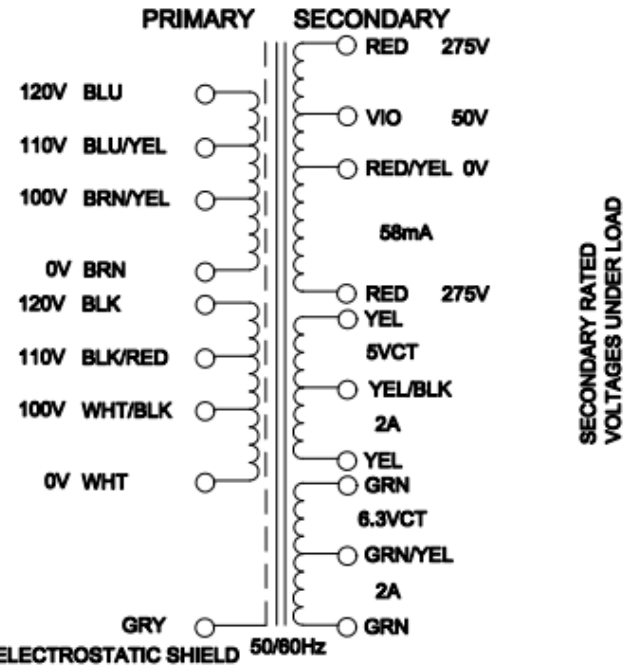 PRIMARY SECONDARY
RED 275V
120V BLU
VIO 50V
110V BLU/YEL
RED/YEL 0V
100V BRN/YEL
58mA
0V BRN
RED 275V
120V BLK
YEL
110V BLK/RED
5VCT
YEL/BLK
100V WHT/BLK
2A
YEL
0V WHT
GRN
6.3VCT
GRN/YEL
2A
GRY
GRN
ELECTROSTATIC SHIELD 50/60Hz
SECONDARY RATED
VOLTAGES UNDER LOAD